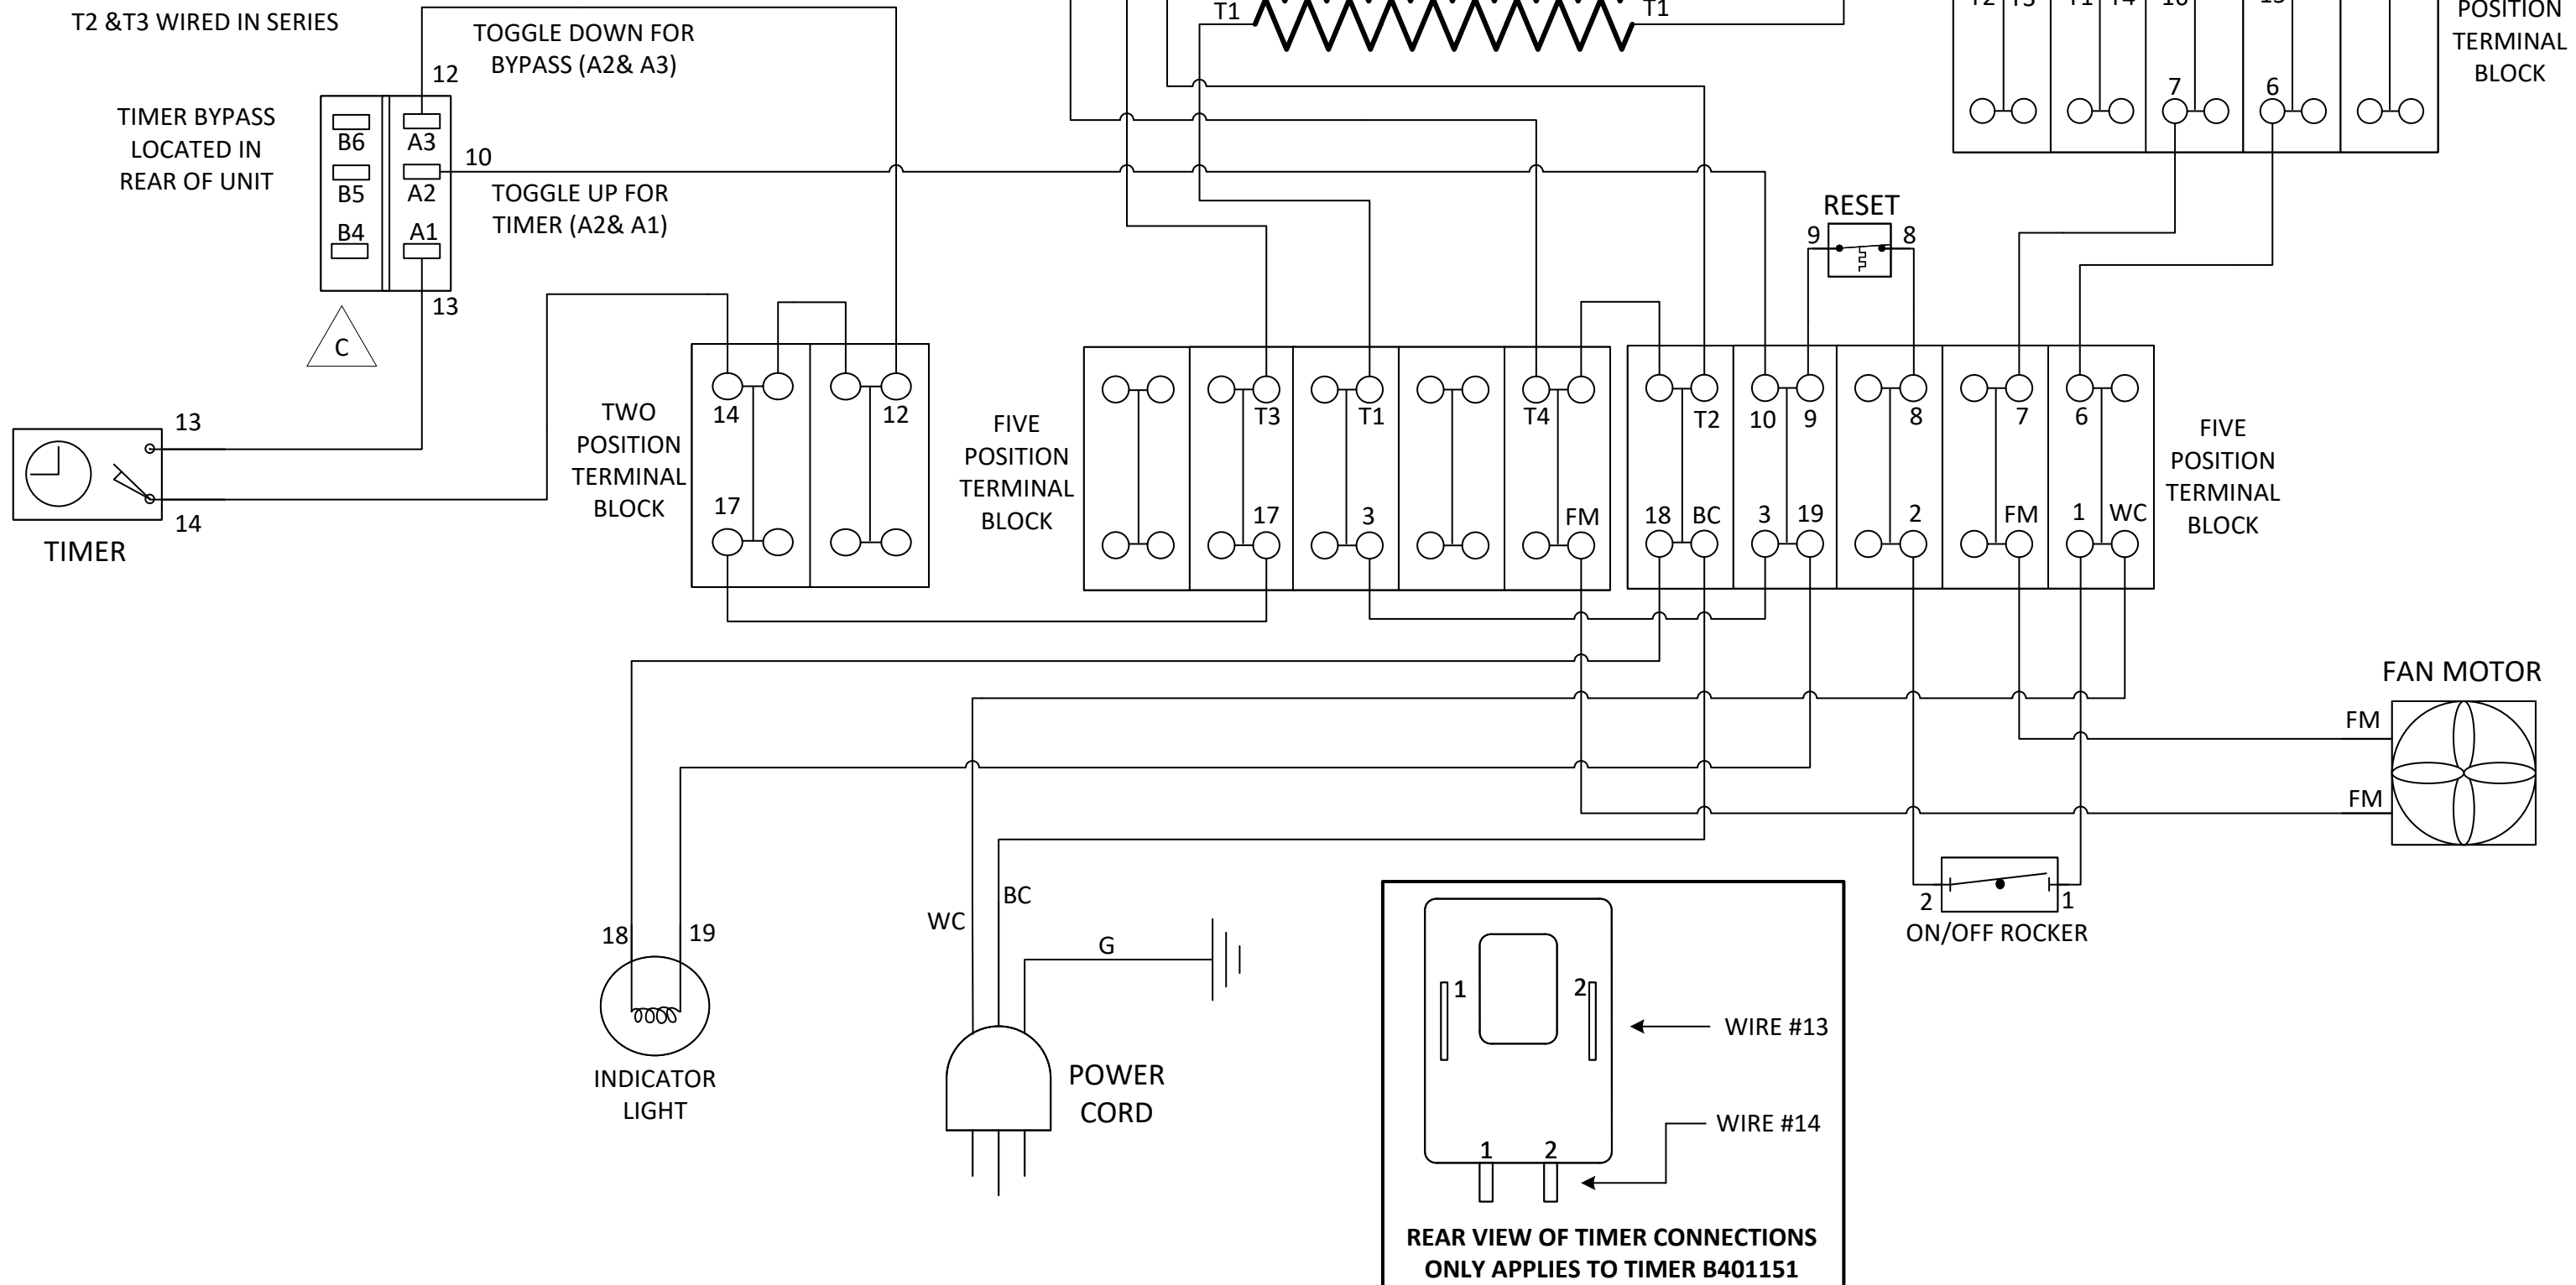 T2 &T3 WIRED IN SERIES
TOGGLE DOWN FOR
BYPASS (A2& A3)
12
TIMER BYPASS
LOCATED IN
REAR OF UNIT
B6 A3
B5 A2
B4 A1
10
TOGGLE UP FOR
TIMER (A2& A1)
13
C
T1
T1
7
6
POSITION
TERMINAL
BLOCK
RESET
9
8
13
14
TIMER
TWO
POSITION
TERMINAL
BLOCK
14
12
17
FIVE
POSITION
TERMINAL
BLOCK
T3
T1
T4
17
3
FM
T2
10
9
8
7
6
18
BC
3
19
2
FM
1
WC
FIVE
POSITION
TERMINAL
BLOCK
FAN MOTOR
FM
FM
2
1
ON/OFF ROCKER
18
19
INDICATOR
LIGHT
WC
BC
G
POWER
CORD
1
2
WIRE #13
WIRE #14
1
2
REAR VIEW OF TIMER CONNECTIONS
ONLY APPLIES TO TIMER B401151